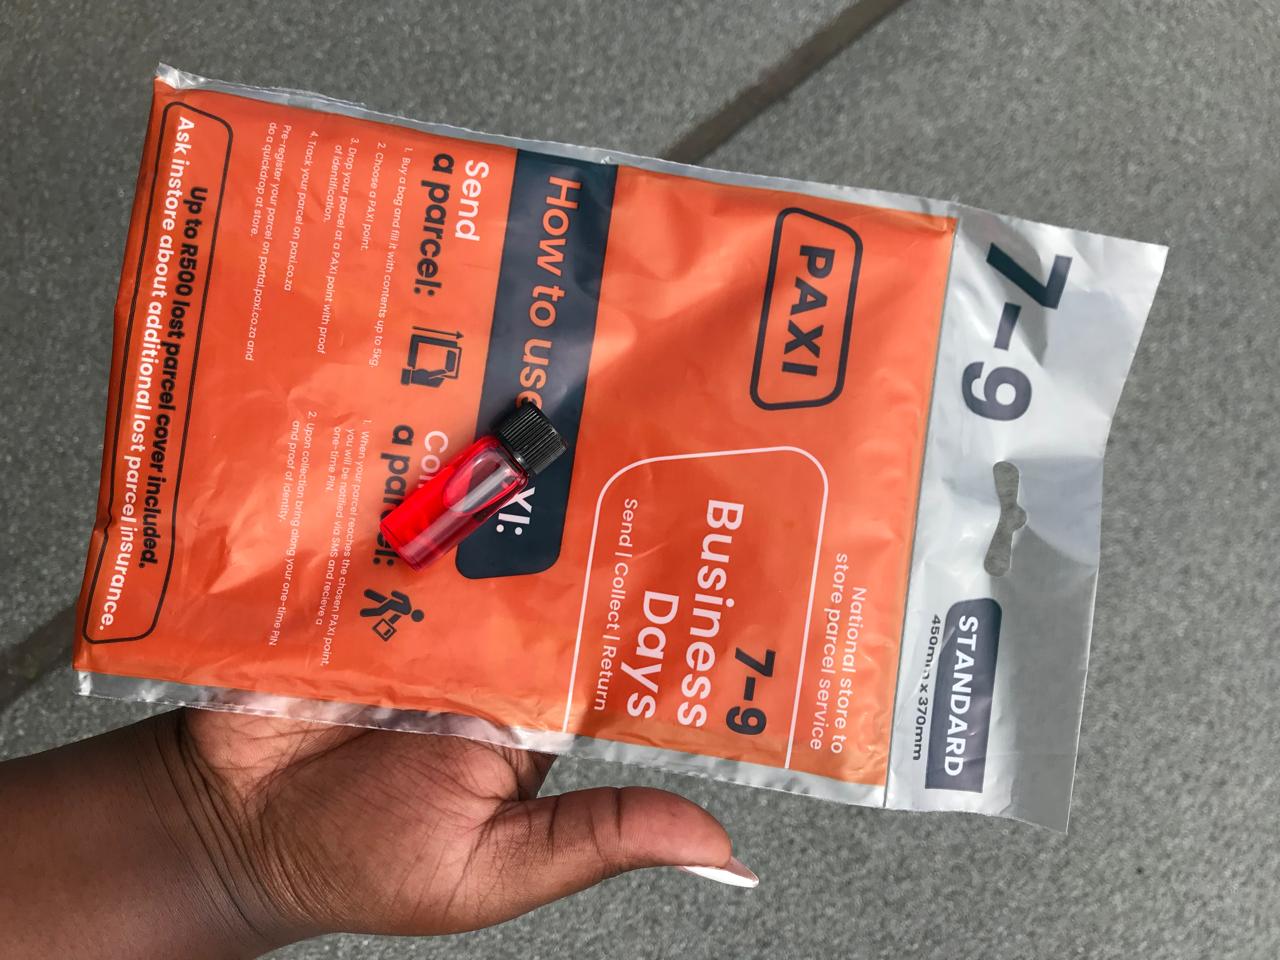 7-9
STANDARD
450mm x 370mm
PAXI
National store to
store parcel service
7-9
Business
Days
Send | Collect | Return
How to use
XI:
Send
a parcel:
1. Buy a bag and fill it with contents up to 5kg.
2. Choose a PAXI point.
3. Drop your parcel at a PAXI point with proof
of identification.
4. Track your parcel on paxi.co.za
Pre-register your parcel on portal.paxi.co.za and
do a quickdrop at store.
a
1. When your parcel reaches the chosen PAXI point,
you will be notified via SMS and recieve a
one-time PIN.
2. Upon collection bring along your one-time PIN
and proof of identity.
Up to R500 lost parcel cover included.
Ask instore about additional lost parcel insurance.